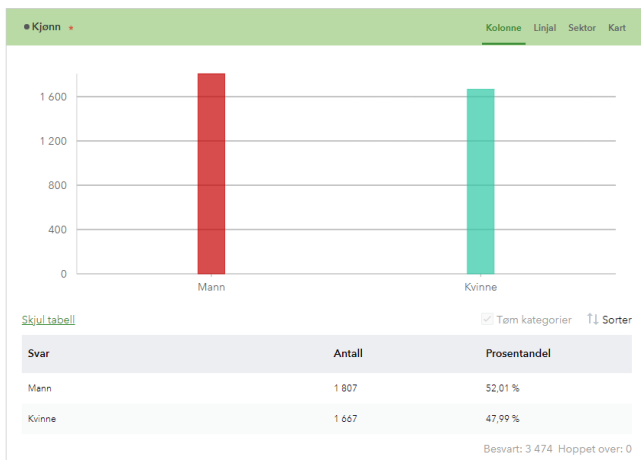 Kjønn *
Kolonne Linjal Sektor Kart
1 600
1 200
800
400
0
Mann Kvinne
Skjul tabell
Tøm kategorier Sorter
Svar Antall Prosentandel
Mann 1 807 52,01 %
Kvinne 1 667 47,99 %
Besvart: 3 474 Hoppet over: 0